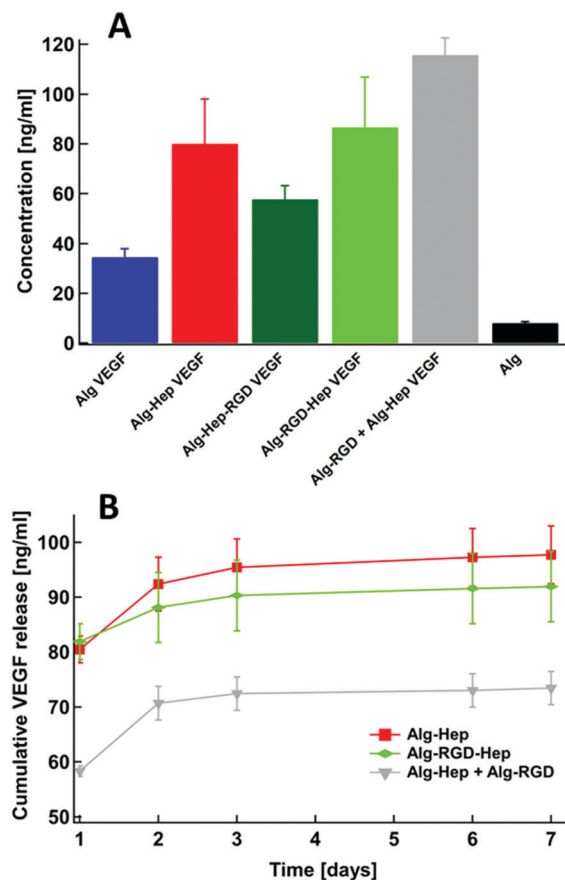 A
Concentration [ng/ml]
120
100
80
60
40
20
0
Alg VEGF
Alg-Hep VEGF
Alg-Hep-RGD VEGF
Alg-RGD-Hep VEGF
Alg-RGD + Alg-Hep VEGF
Alg
B
Cumulative VEGF release [ng/ml]
100
90
80
70
60
50
Alg-Hep
Alg-RGD-Hep
Alg-Hep + Alg-RGD
1 2 3 4 5 6 7
Time [days]